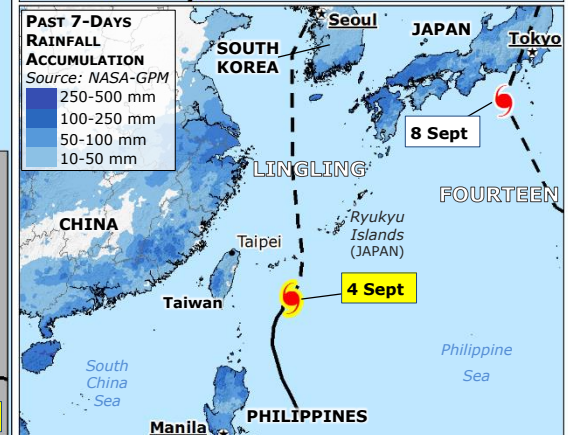 PAST 7-DAYS
RAINFALL
ACCUMULATION
Source: NASA-GPM
250-500 mm
100-250 mm
50-100 mm
10-50 mm
Seoul
SOUTH
KOREA
JAPAN
Tokyo
8 Sept
LINGLING
FOURTEEN
CHINA
Ryukyu
Islands
(JAPAN)
Taipei
Taiwan
4 Sept
South
China
Sea
Philippine
Sea
PHILIPPINES
Manila